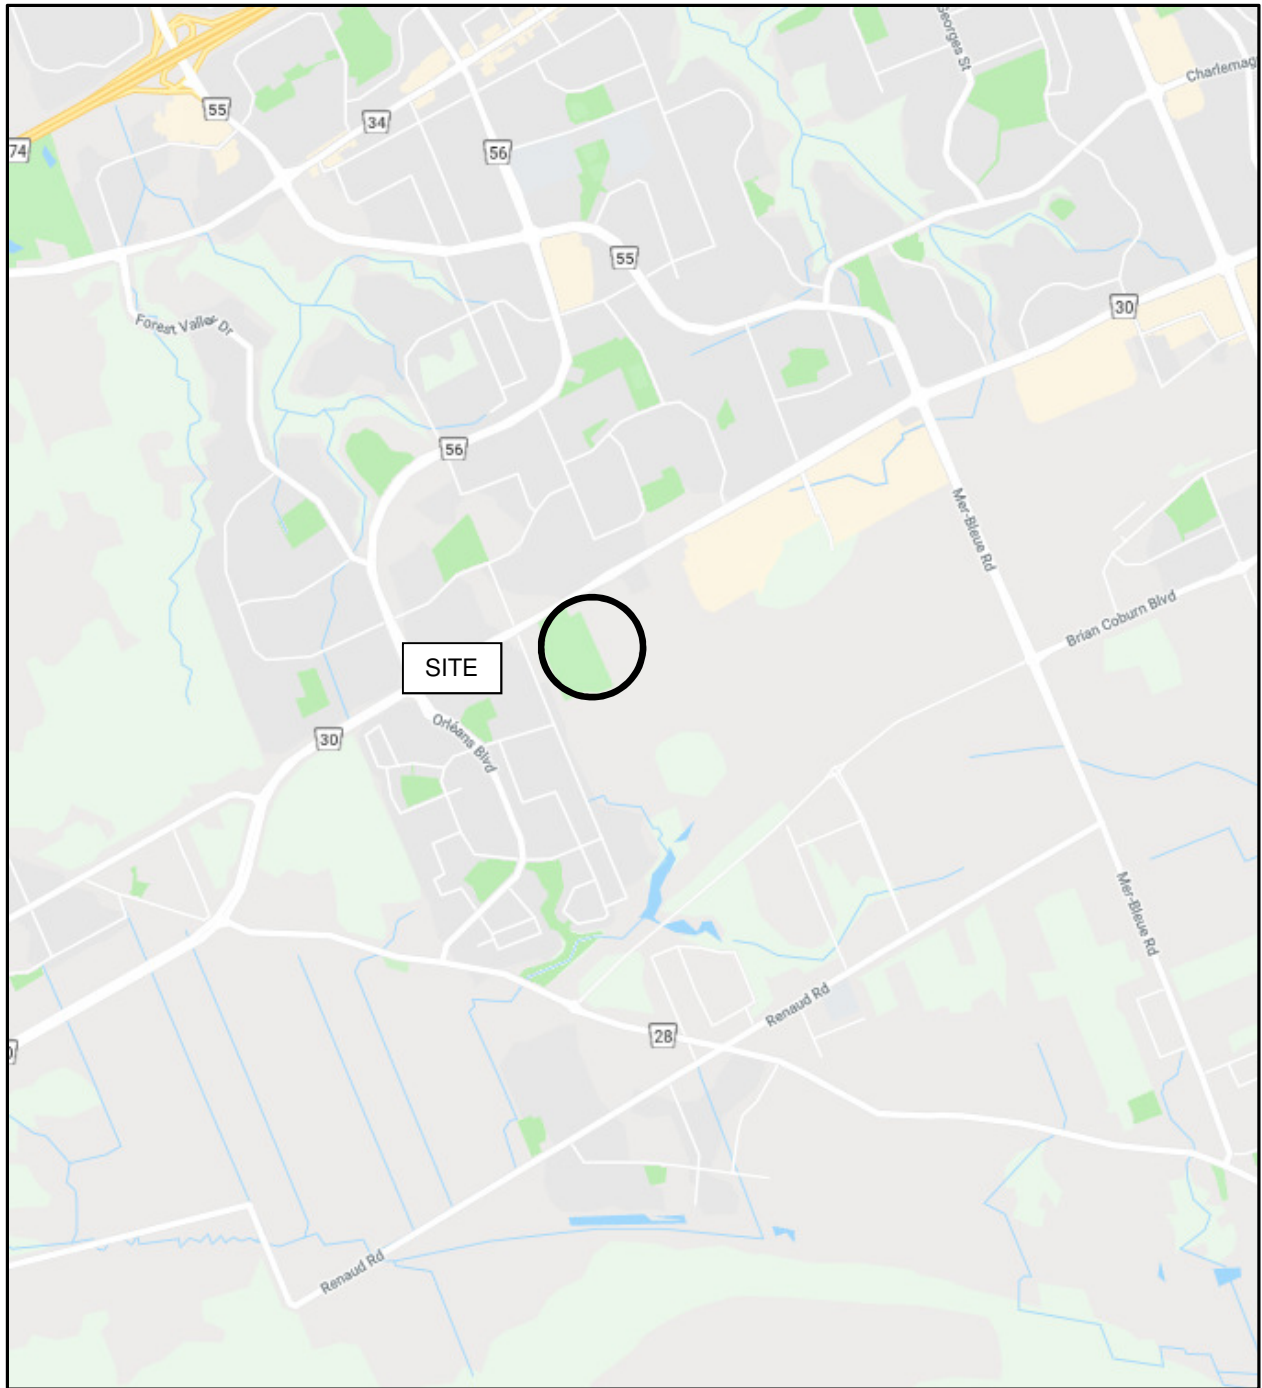 eorges St
Charlemag
55
34
74
56
55
30
Forest Valley Dr
56
Mer-Bleue Rd
Brian Coburn Blvd
SITE
Orléans Blvd
30
Mer-Bleue Rd
Renaud Rd
28
Renaud Rd